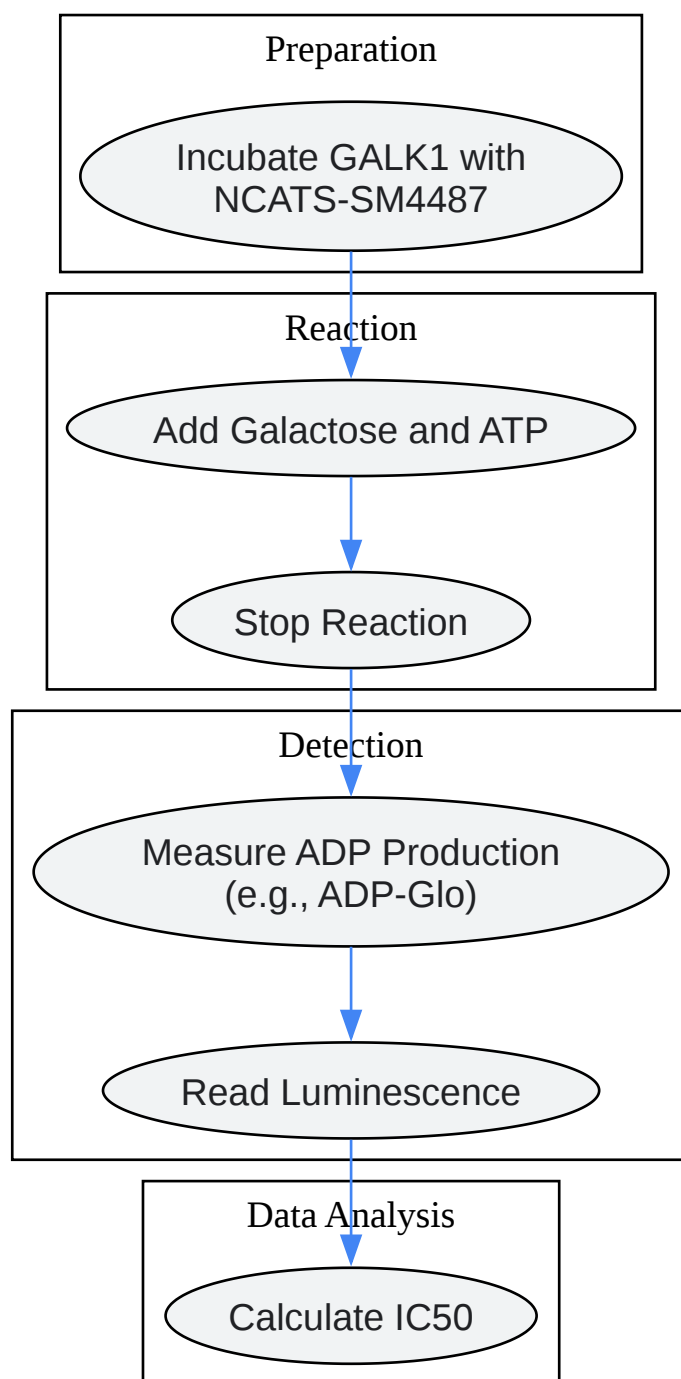 Preparation
Incubate GALK1 with
NCATS-SM4487
Reaction
Add Galactose and ATP
Stop Reaction
Detection
Measure ADP Production
(e.g., ADP-Glo)
Read Luminescence
Data Analysis
Calculate IC50